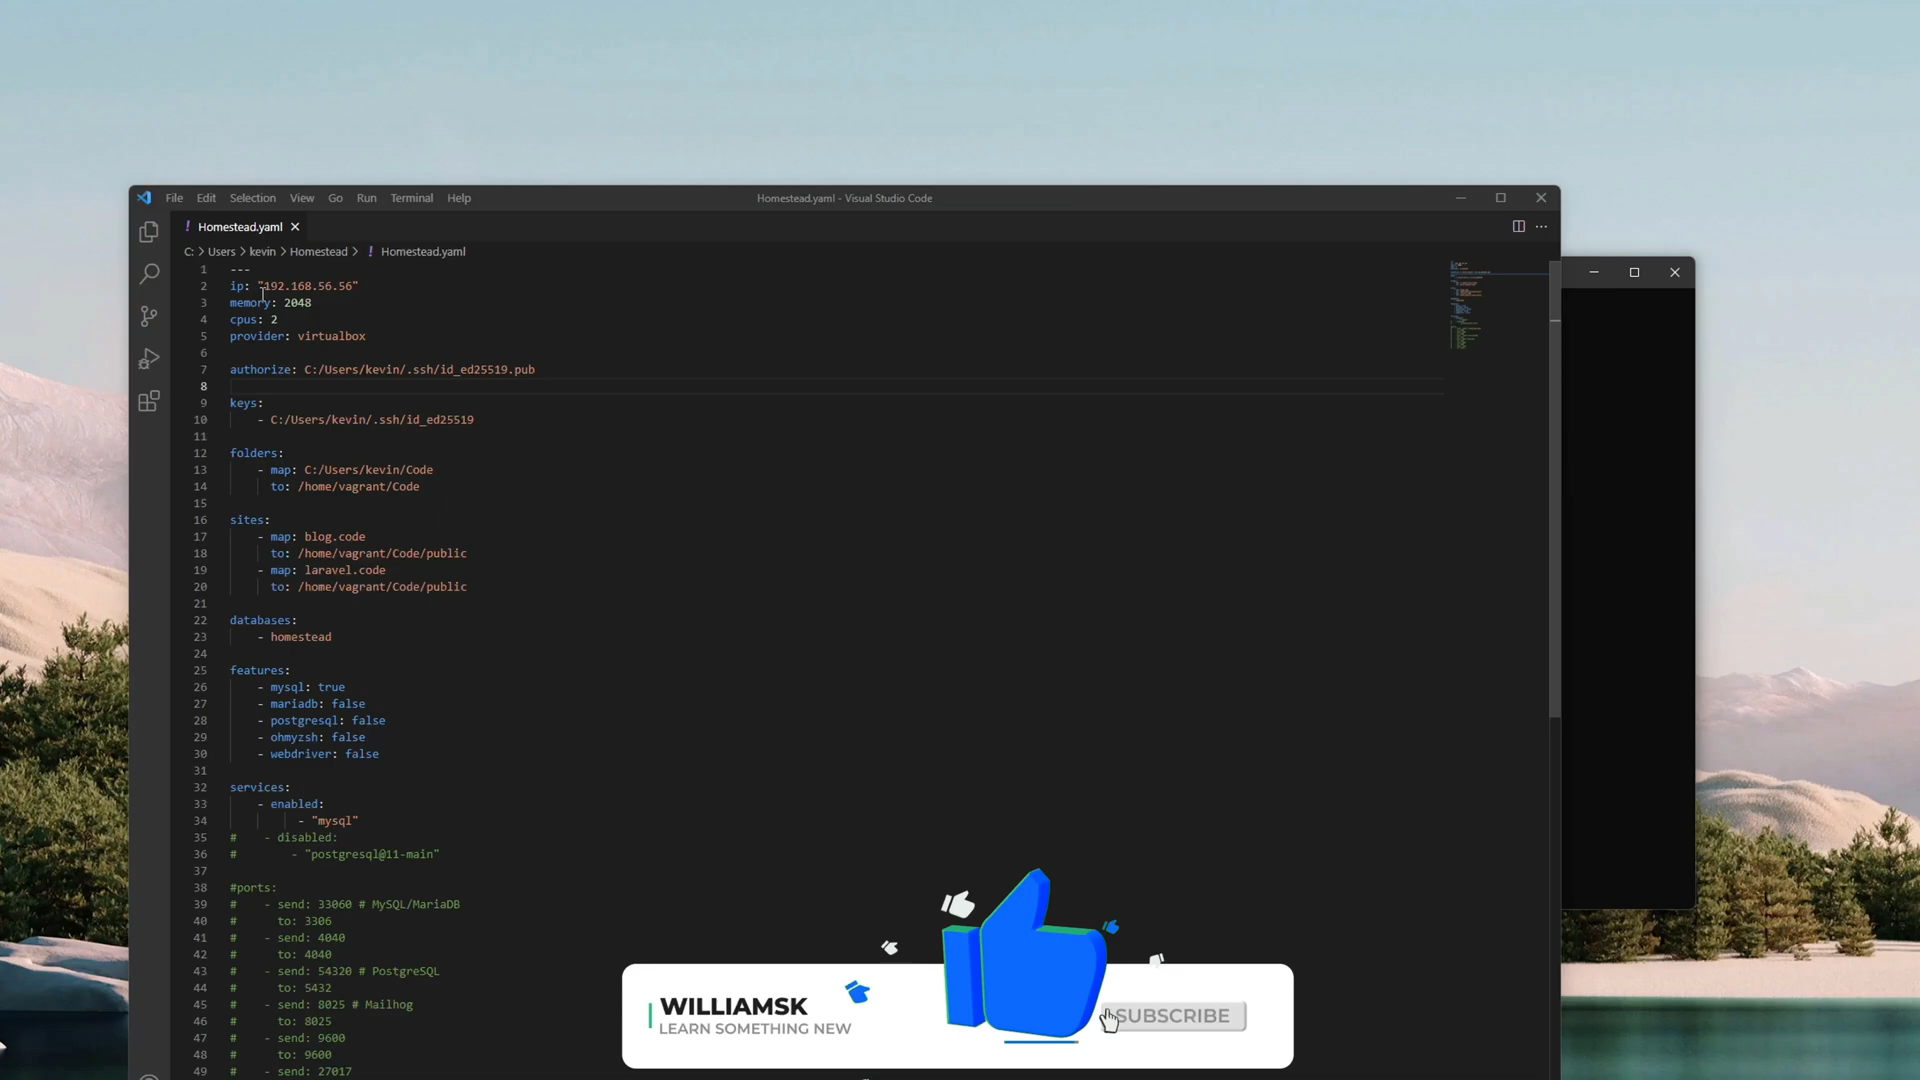 File Edit Selection View Go Run Terminal Help
Homestead.yaml - Visual Studio Code
! Homestead.yaml
C: > Users > kevin > Homestead > ! Homestead.yaml
1 ---
2 ip: "192.168.56.56"
3 memory: 2048
4 cpus: 2
5 provider: virtualbox
6
7 authorize: C:/Users/kevin/.ssh/id_ed25519.pub
8
9 keys:
10     - C:/Users/kevin/.ssh/id_ed25519
11
12 folders:
13     - map: C:/Users/kevin/Code
14       to: /home/vagrant/Code
15
16 sites:
17     - map: blog.code
18       to: /home/vagrant/Code/public
19     - map: laravel.code
20       to: /home/vagrant/Code/public
21
22 databases:
23     - homestead
24
25 features:
26     - mysql: true
27     - mariadb: false
28     - postgresql: false
29     - ohmyzsh: false
30     - webdriver: false
31
32 services:
33     - enabled:
34           - "mysql"
35 #    - disabled:
36 #        - "postgresql@11-main"
37
38 #ports:
39 #    - send: 33060 # MySQL/MariaDB
40 #      to: 3306
41 #    - send: 4040
42 #      to: 4040
43 #    - send: 54320 # PostgreSQL
44 #      to: 5432
45 #    - send: 8025 # Mailhog
46 #      to: 8025
47 #    - send: 9600
48 #      to: 9600
49 #    - send: 27017
WILLIAMSK
LEARN SOMETHING NEW
SUBSCRIBE